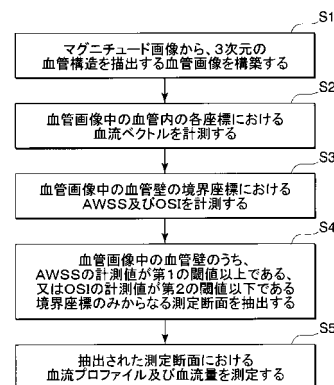 S1
マグニチュード画像から、3次元の
血管構造を描出する血管画像を構築する
S2
血管画像中の血管内の各座標における
血流ベクトルを計測する
S3
血管画像中の血管壁の境界座標における
AWSS及びOSIを計測する
S4
血管画像中の血管壁のうち、
AWSSの計測値が第1の閾値以上である、
又はOSIの計測値が第2の閾値以下である
境界座標のみからなる測定断面を抽出する
S5
抽出された測定断面における
血流プロファイル及び血流量を測定する